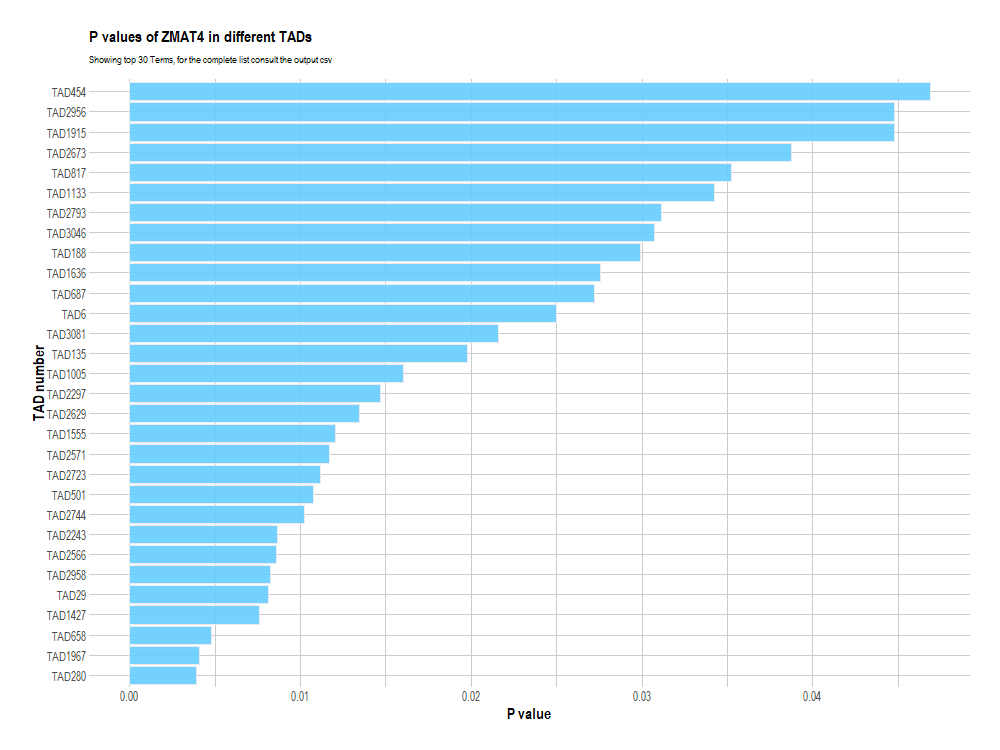 P values of ZMAT4 in different TADs
Showing top 30 Terms, for the complete list consult the output csv
TAD number
TAD454
TAD2956
TAD1915
TAD2673
TAD817
TAD1133
TAD2793
TAD3046
TAD188
TAD1636
TAD687
TAD6
TAD3081
TAD135
TAD1005
TAD2297
TAD2629
TAD1555
TAD2571
TAD2723
TAD501
TAD2744
TAD2243
TAD2566
TAD2958
TAD29
TAD1427
TAD658
TAD1967
TAD280
0.00 0.01 0.02 0.03 0.04
P value